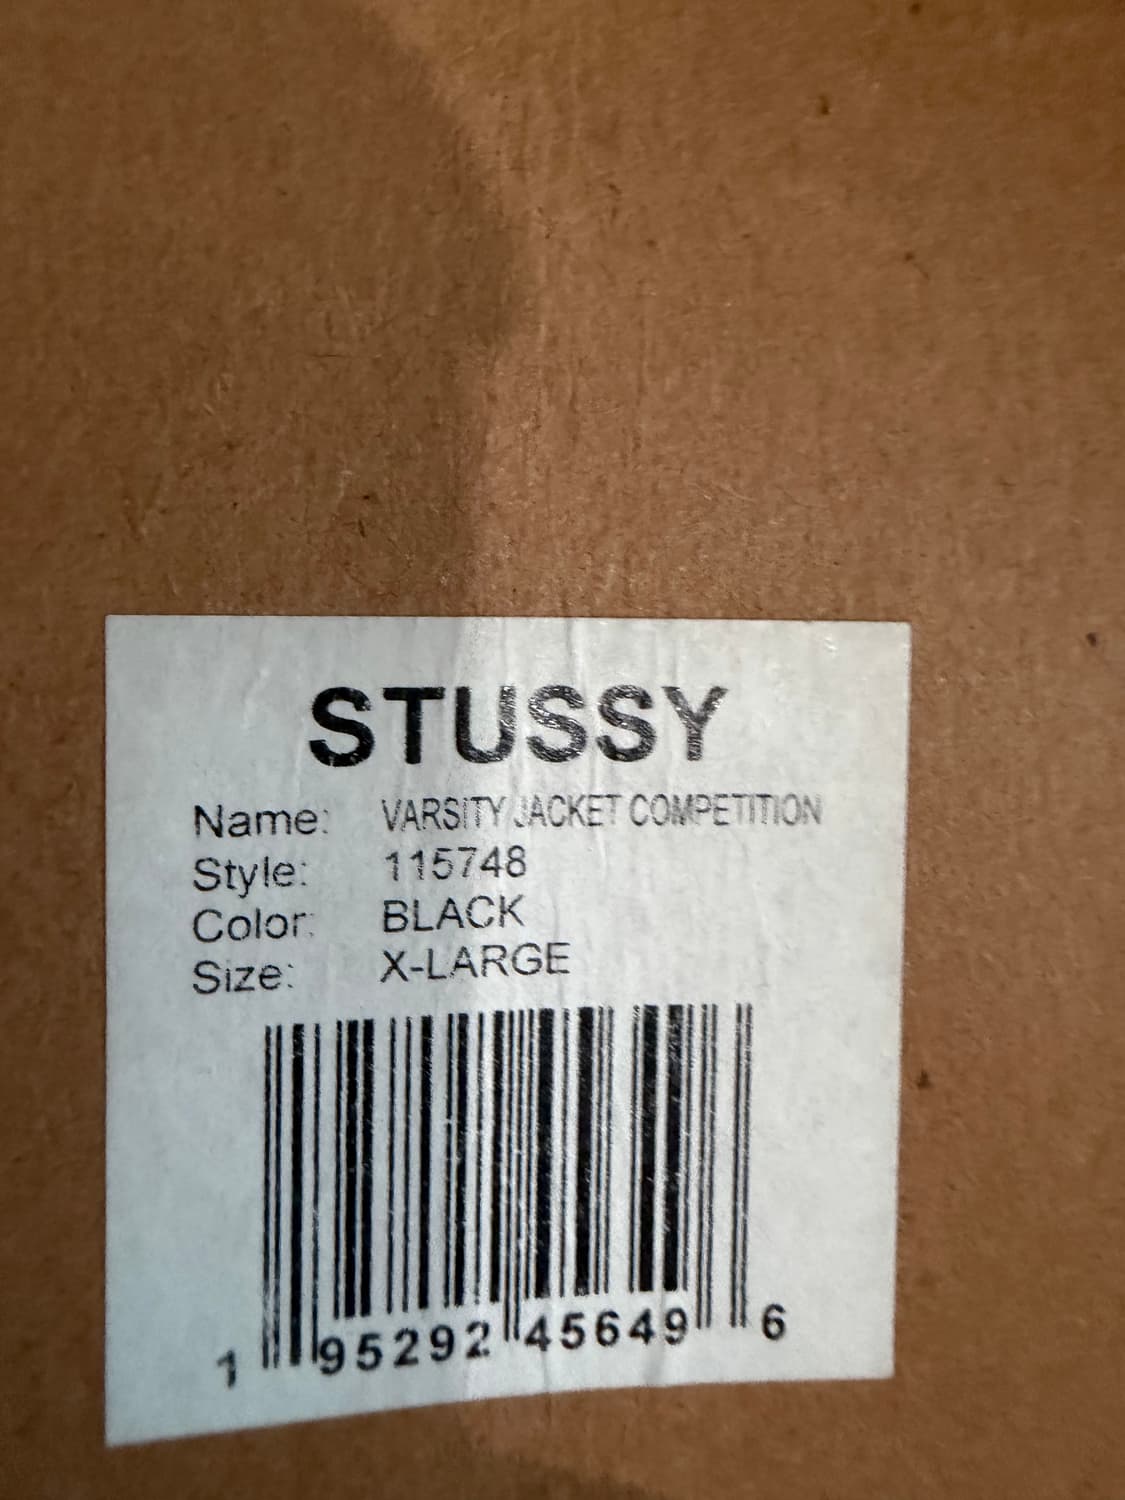 STUSSY
Name: VARSITY JACKET COMPETITION
Style: 115748
Color: BLACK
Size: X-LARGE
1 95292 45649 6